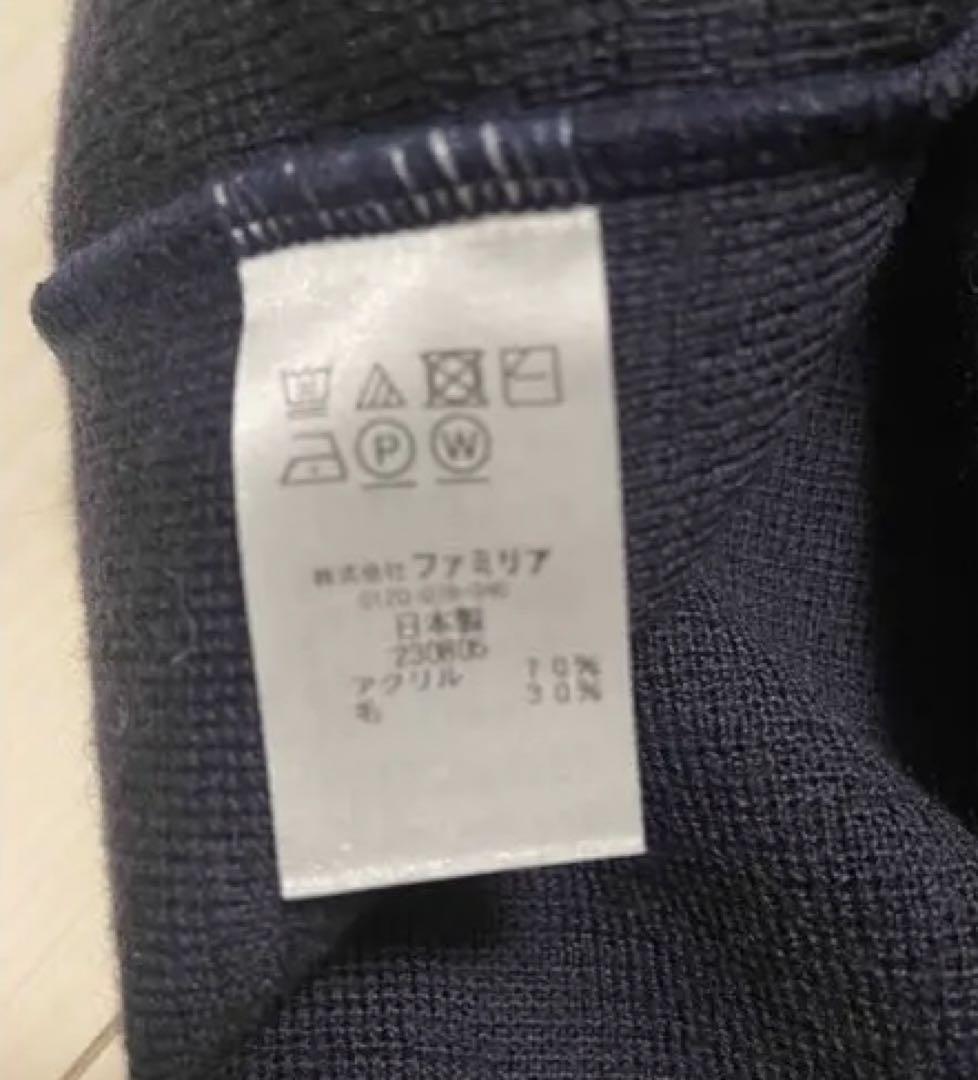 P W
株式会社ファミリア
日本製
アクリル 70%
毛 30%